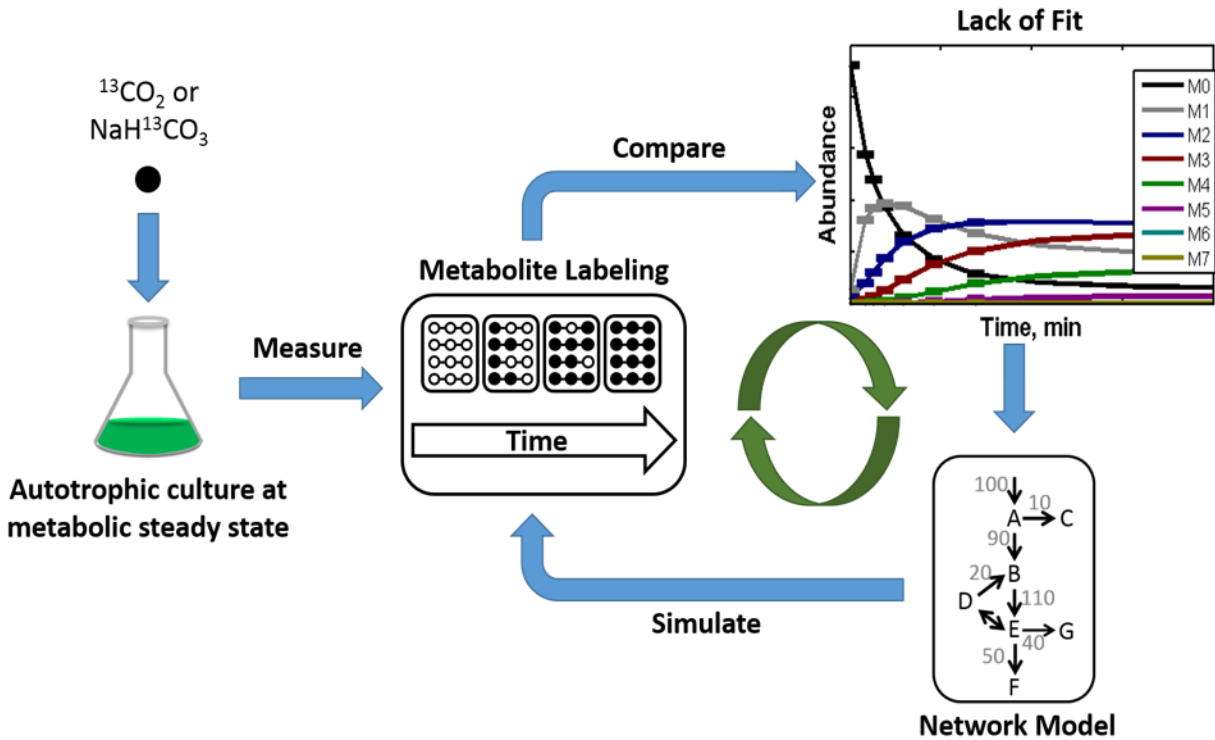 Lack of Fit
¹³CO₂ or
NaH¹³CO₃
Compare
Abundance
M0
M1
M2
M3
M4
M5
M6
M7
Time, min
Metabolite Labeling
Measure
Time
Autotrophic culture at
metabolic steady state
Simulate
100
10
A
C
90
20
B
D
110
E
G
40
50
F
Network Model